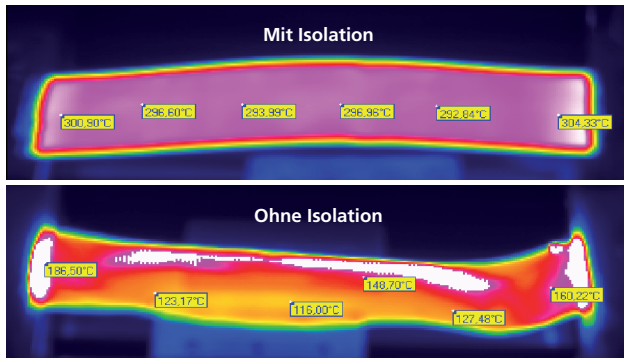 Mit Isolation
300,90°C
296,60°C
293,99°C
296,96°C
292,84°C
304,33°C
Ohne Isolation
186,50°C
123,17°C
116,00°C
148,70°C
127,48°C
160,22°C